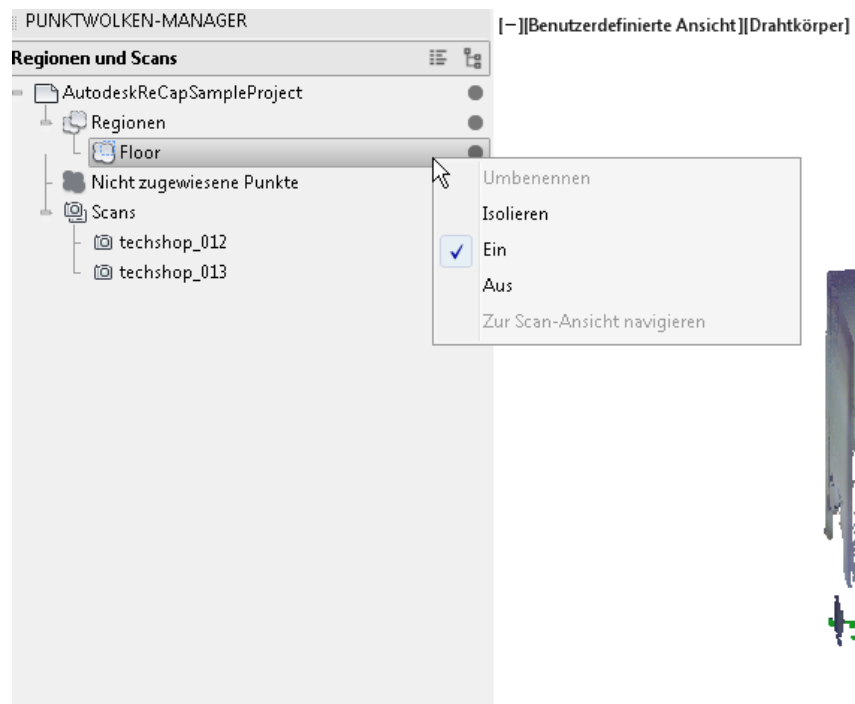 PUNKTWOLKEN-MANAGER
[–][Benutzerdefinierte Ansicht][Drahtkörper]
Regionen und Scans
AutodeskReCapSampleProject
Regionen
Floor
Nicht zugewiesene Punkte
Scans
techshop_012
techshop_013
Umbenennen
Isolieren
Ein
Aus
Zur Scan-Ansicht navigieren